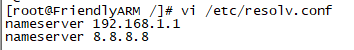 [root@FriendlyARM /]# vi /etc/resolv.conf
nameserver 192.168.1.1
nameserver 8.8.8.8